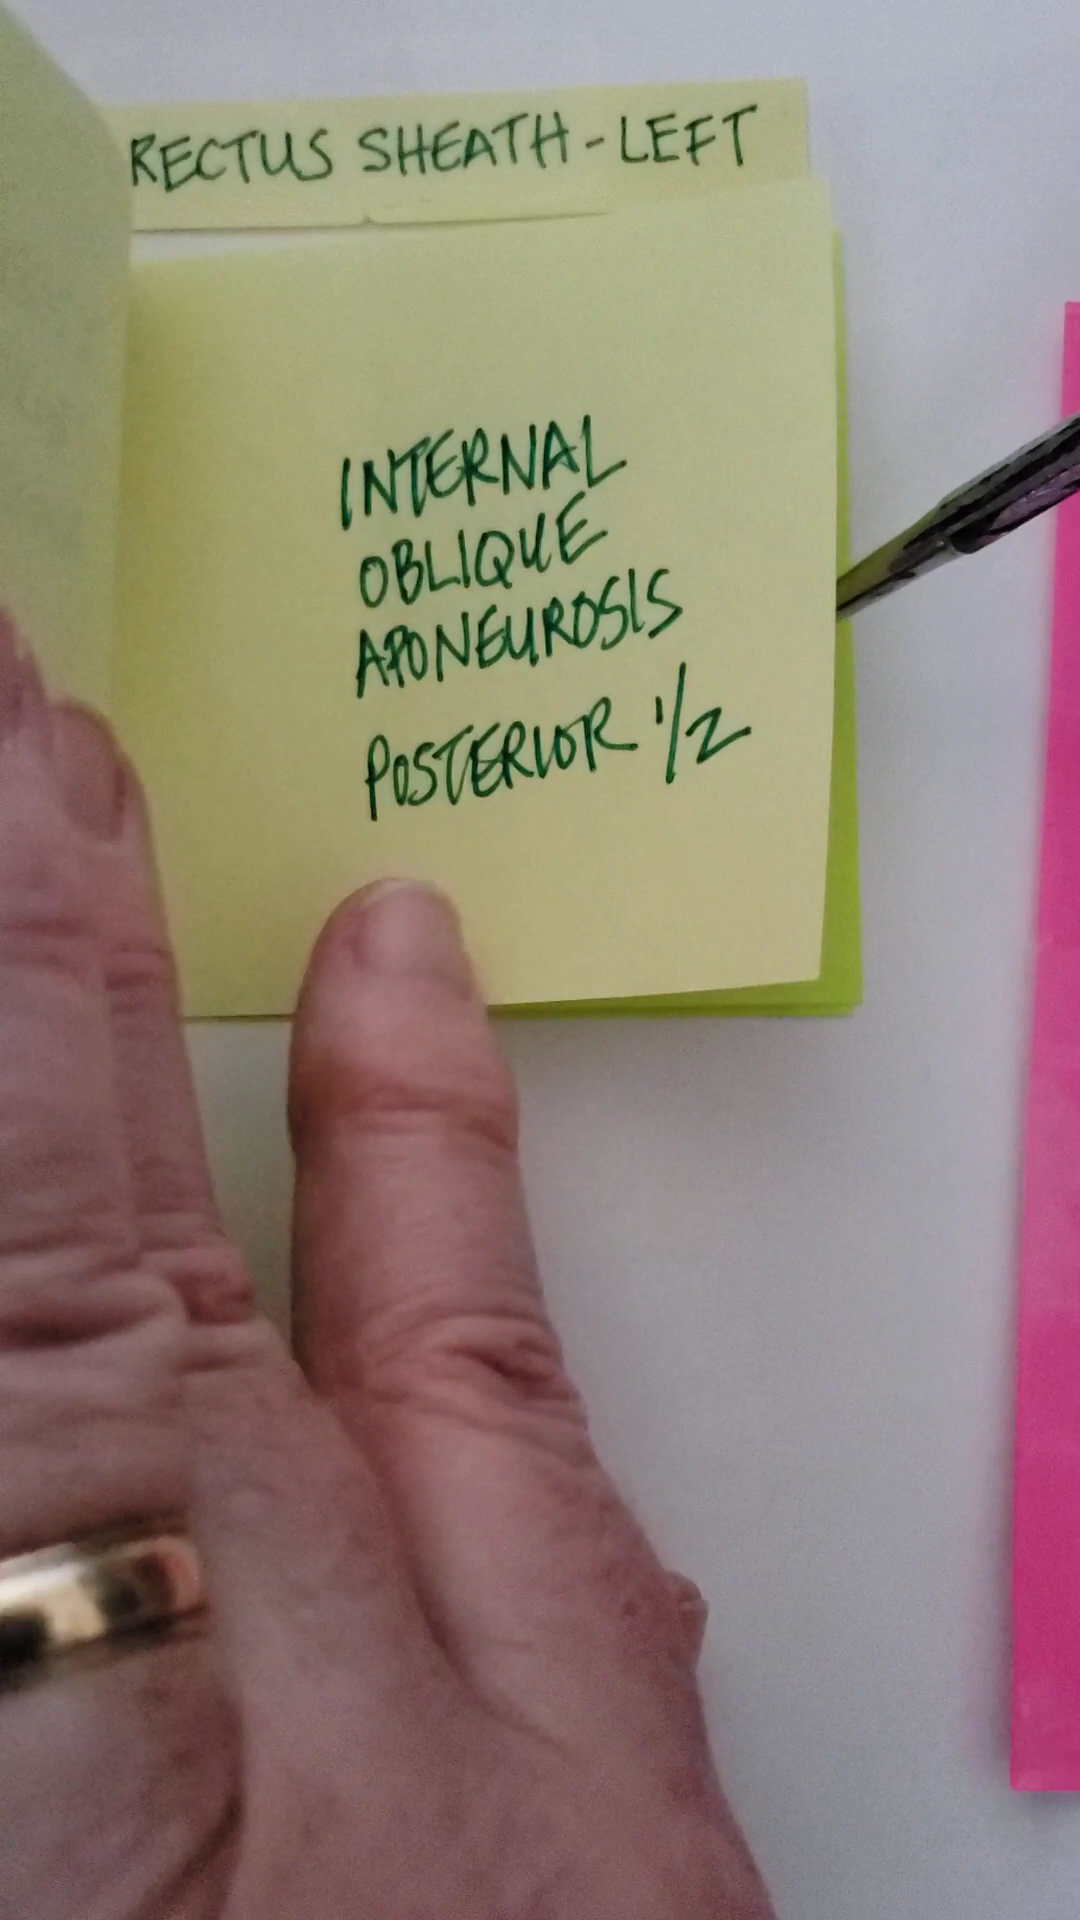 RECTUS SHEATH - LEFT
INTERNAL
OBLIQUE
APONEUROSIS
POSTERIOR 1/2